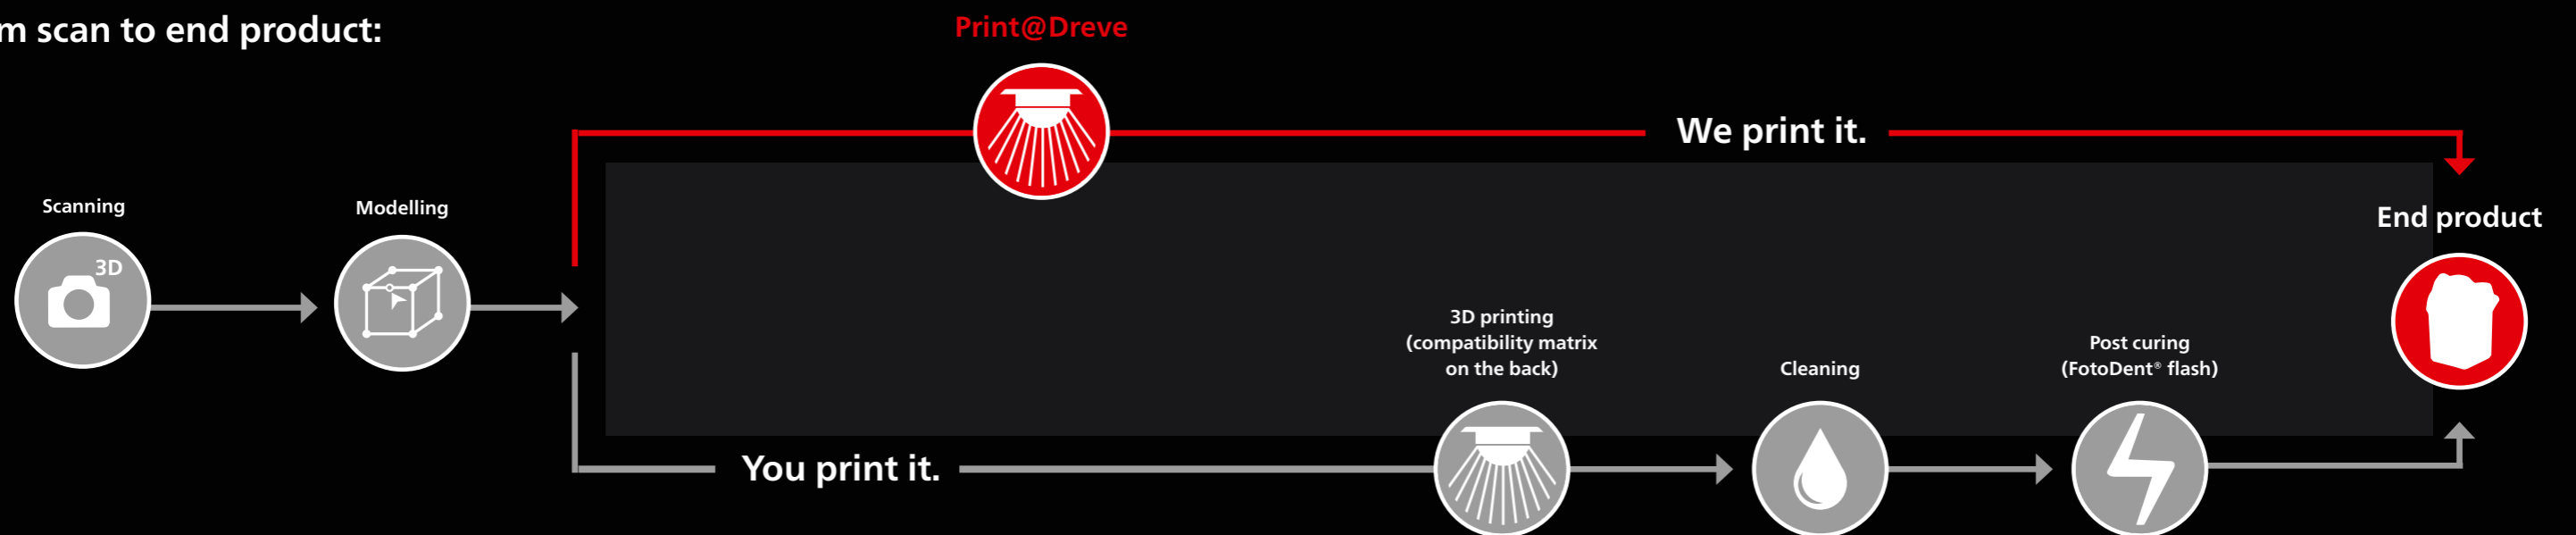 scan to end product:
Print@Dreve
We print it.
Scanning
Modelling
3D
End product
3D printing
(compatibility matrix
on the back)
Cleaning
Post curing
(FotoDent® flash)
You print it.